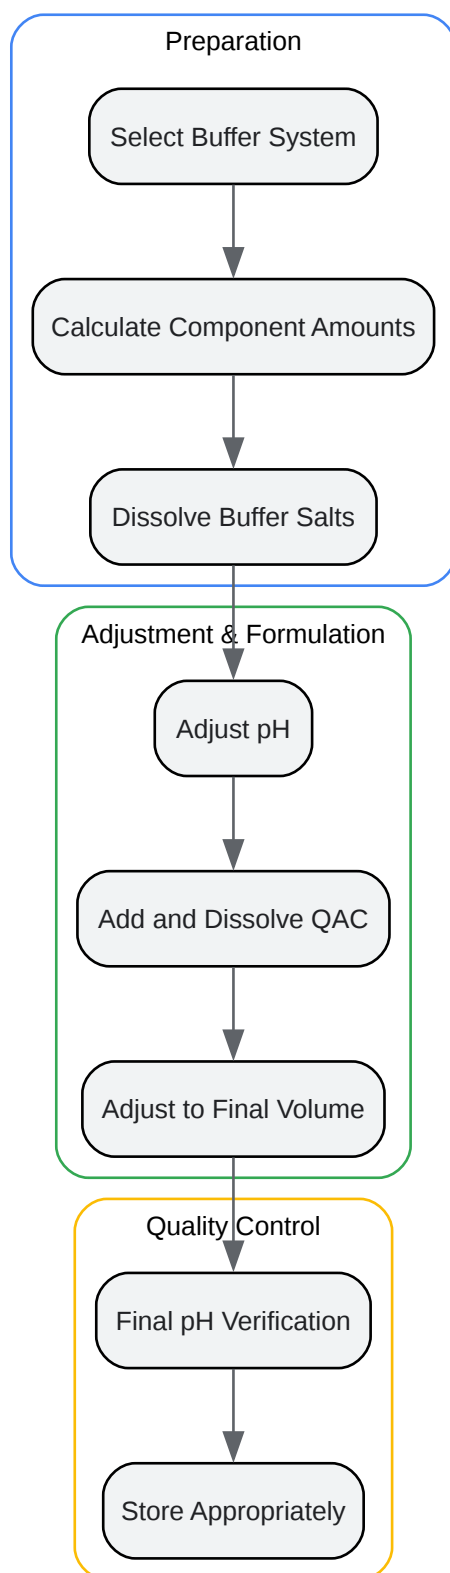 Preparation
Select Buffer System
Calculate Component Amounts
Dissolve Buffer Salts
Adjustment & Formulation
Adjust pH
Add and Dissolve QAC
Adjust to Final Volume
Quality Control
Final pH Verification
Store Appropriately